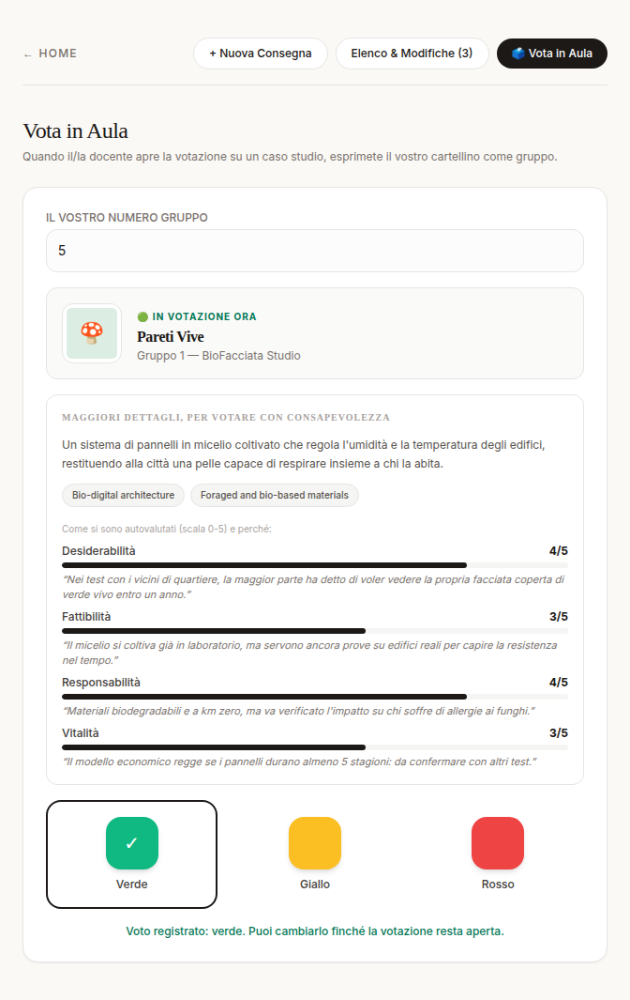 ← HOME
+ Nuova Consegna
Elenco & Modifiche (3)
🗳️ Vota in Aula
Vota in Aula
Quando il/la docente apre la votazione su un caso studio, esprimete il vostro cartellino come gruppo.
IL VOSTRO NUMERO GRUPPO
5
🟢 IN VOTAZIONE ORA
Pareti Vive
Gruppo 1 — BioFacciata Studio
MAGGIORI DETTAGLI, PER VOTARE CON CONSAPEVOLEZZA
Un sistema di pannelli in micelio coltivato che regola l'umidità e la temperatura degli edifici,
restituendo alla città una pelle capace di respirare insieme a chi la abita.
Bio-digital architecture
Foraged and bio-based materials
Come si sono autovalutati (scala 0-5) e perché:
Desiderabilità 4/5
“Nei test con i vicini di quartiere, la maggior parte ha detto di voler vedere la propria facciata coperta di
verde vivo entro un anno.”
Fattibilità 3/5
“Il micelio si coltiva già in laboratorio, ma servono ancora prove su edifici reali per capire la resistenza
nel tempo.”
Responsabilità 4/5
“Materiali biodegradabili e a km zero, ma va verificato l'impatto su chi soffre di allergie ai funghi.”
Vitalità 3/5
“Il modello economico regge se i pannelli durano almeno 5 stagioni: da confermare con altri test.”
✓
Verde
Giallo
Rosso
Voto registrato: verde. Puoi cambiarlo finché la votazione resta aperta.